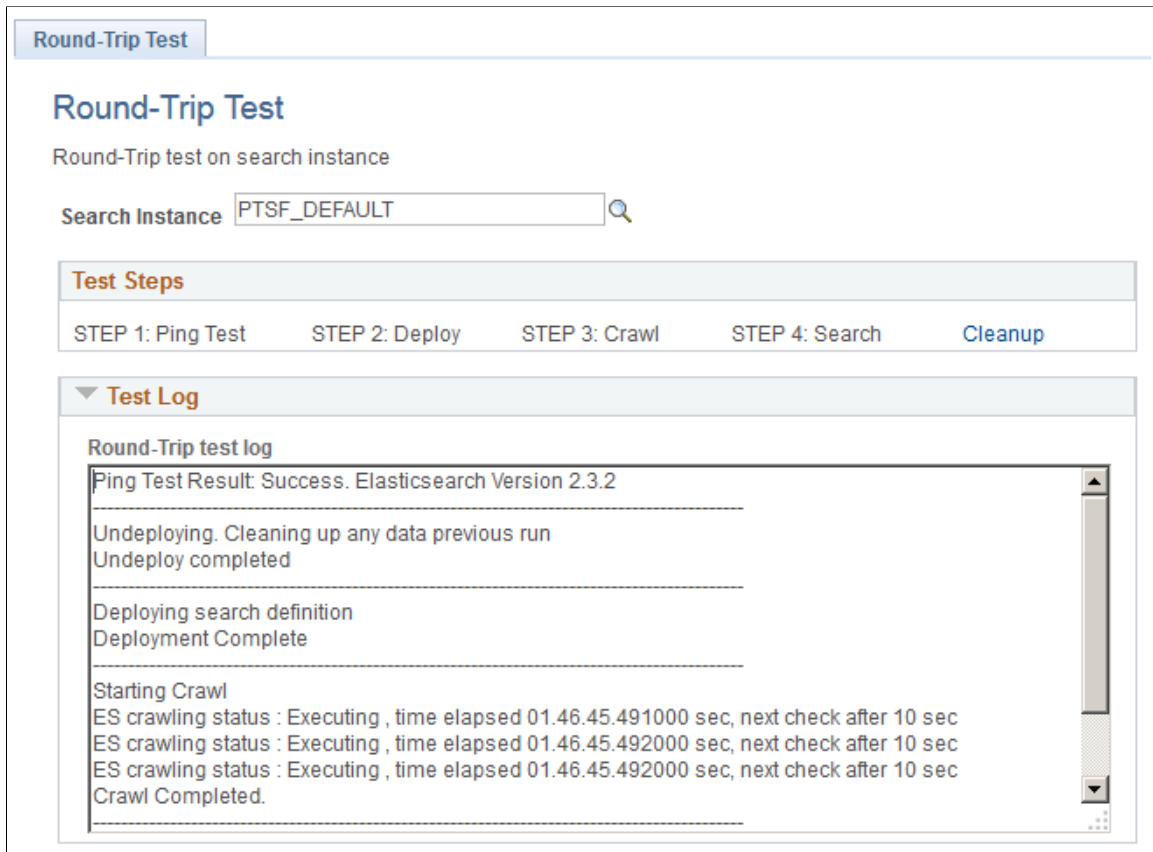 Round-Trip Test
Round-Trip Test
Round-Trip test on search instance
Search Instance PTSF_DEFAULT
Test Steps
STEP 1: Ping Test STEP 2: Deploy STEP 3: Crawl STEP 4: Search Cleanup
Test Log
Round-Trip test log
Ping Test Result: Success. Elasticsearch Version 2.3.2
Undeploying. Cleaning up any data previous run
Undeploy completed
Deploying search definition
Deployment Complete
Starting Crawl
ES crawling status : Executing , time elapsed 01.46.45.491000 sec, next check after 10 sec
ES crawling status : Executing , time elapsed 01.46.45.492000 sec, next check after 10 sec
ES crawling status : Executing , time elapsed 01.46.45.492000 sec, next check after 10 sec
Crawl Completed.